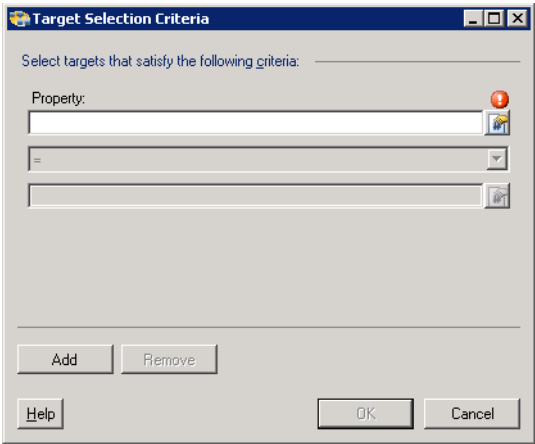 Target Selection Criteria
Select targets that satisfy the following criteria:
Property:
=
Add
Remove
Help
OK
Cancel